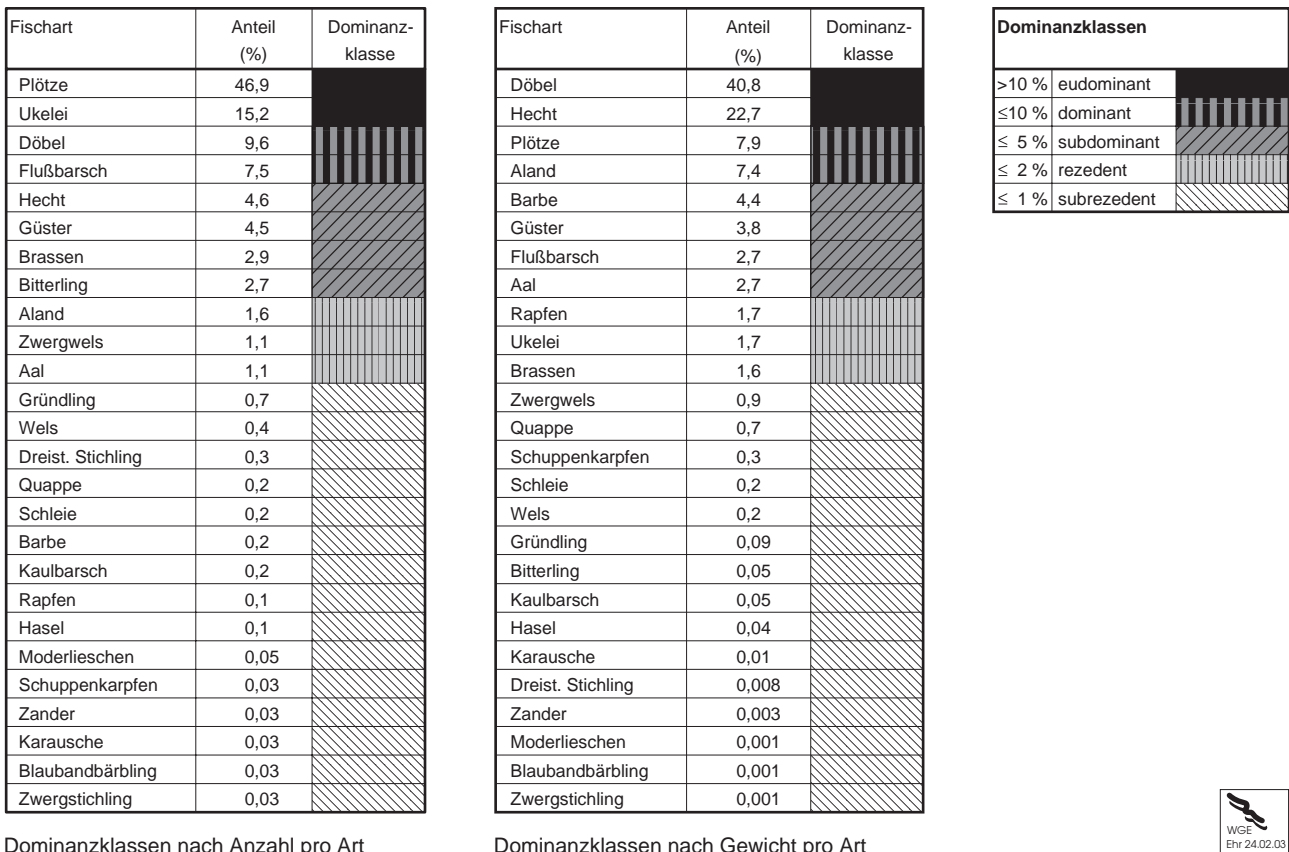 Fischart Anteil (%) Dominanz-klasse
Plötze 46,9
Ukelei 15,2
Döbel 9,6
Flußbarsch 7,5
Hecht 4,6
Güster 4,5
Brassen 2,9
Bitterling 2,7
Aland 1,6
Zwergwels 1,1
Aal 1,1
Gründling 0,7
Wels 0,4
Dreist. Stichling 0,3
Quappe 0,2
Schleie 0,2
Barbe 0,2
Kaulbarsch 0,2
Rapfen 0,1
Hasel 0,1
Moderlieschen 0,05
Schuppenkarpfen 0,03
Zander 0,03
Karausche 0,03
Blaubandbärbling 0,03
Zwergstichling 0,03
Dominanzklassen nach Anzahl pro Art
Fischart Anteil (%) Dominanz-klasse
Döbel 40,8
Hecht 22,7
Plötze 7,9
Aland 7,4
Barbe 4,4
Güster 3,8
Flußbarsch 2,7
Aal 2,7
Rapfen 1,7
Ukelei 1,7
Brassen 1,6
Zwergwels 0,9
Quappe 0,7
Schuppenkarpfen 0,3
Schleie 0,2
Wels 0,2
Gründling 0,09
Bitterling 0,05
Kaulbarsch 0,05
Hasel 0,04
Karausche 0,01
Dreist. Stichling 0,008
Zander 0,003
Moderlieschen 0,001
Blaubandbärbling 0,001
Zwergstichling 0,001
Dominanzklassen nach Gewicht pro Art
Dominanzklassen
>10 % eudominant
≤10 % dominant
≤ 5 % subdominant
≤ 2 % rezedent
≤ 1 % subrezedent
WGE
Ehr 24.02.03